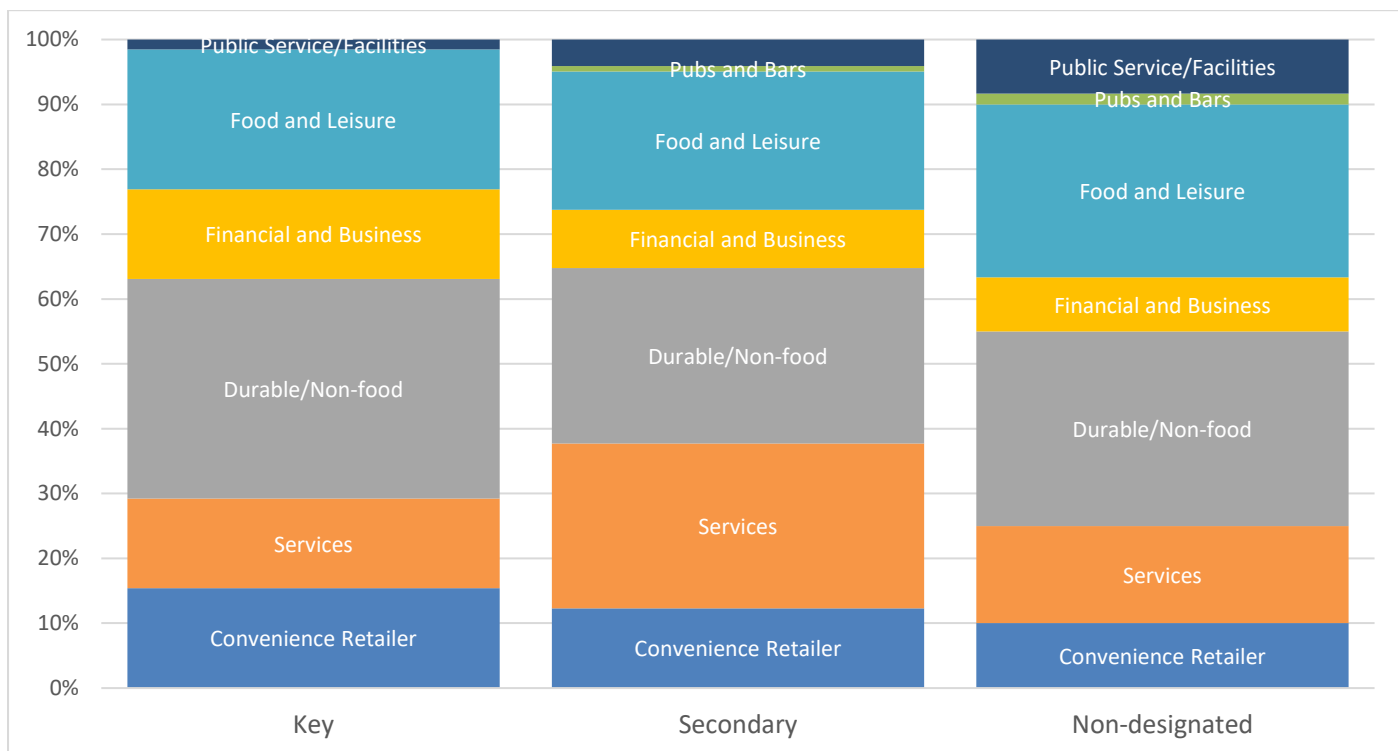 100%
90%
80%
70%
60%
50%
40%
30%
20%
10%
0%
Public Service/Facilities
Food and Leisure
Financial and Business
Durable/Non-food
Services
Convenience Retailer
Pubs and Bars
Food and Leisure
Financial and Business
Durable/Non-food
Services
Convenience Retailer
Public Service/Facilities
Pubs and Bars
Food and Leisure
Financial and Business
Durable/Non-food
Services
Convenience Retailer
Key
Secondary
Non-designated